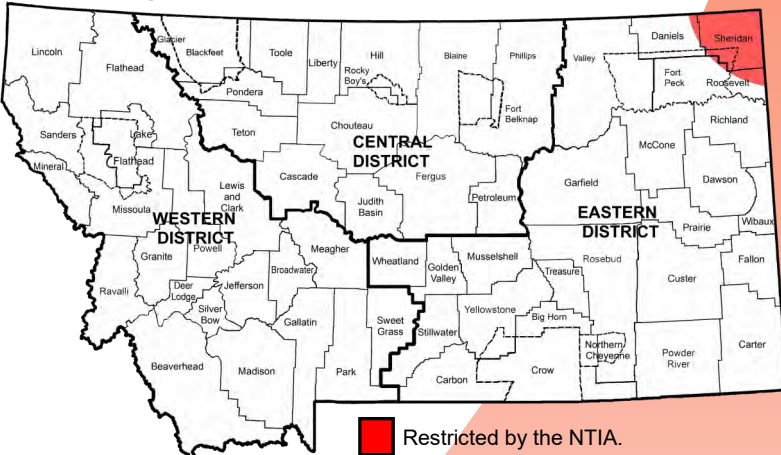 Lincoln
Flathead
Glacier
Blackfeet
Toole
Liberty
Hill
Rocky
Boy's
Blaine
Phillips
Valley
Daniels
Sheridan
Fort
Peck
Roosevelt
Pondera
Teton
Chouteau
Fort
Belknap
Richland
McCone
Sanders
Lake
Flathead
Mineral
Missoula
Lewis
and
Clark
Cascade
CENTRAL
DISTRICT
Fergus
Judith
Basin
Petroleum
Garfield
Dawson
WESTERN
DISTRICT
EASTERN
DISTRICT
Prairie
Wibaux
Powell
Granite
Meagher
Wheatland
Golden
Valley
Musselshell
Rosebud
Treasure
Fallon
Custer
Ravalli
Deer
Lodge
Silver
Bow
Jefferson
Broadwater
Gallatin
Sweet
Grass
Stillwater
Yellowstone
Big Horn
Northern
Cheyenne
Beaverhead
Madison
Park
Carbon
Crow
Powder
River
Carter
Restricted by the NTIA.